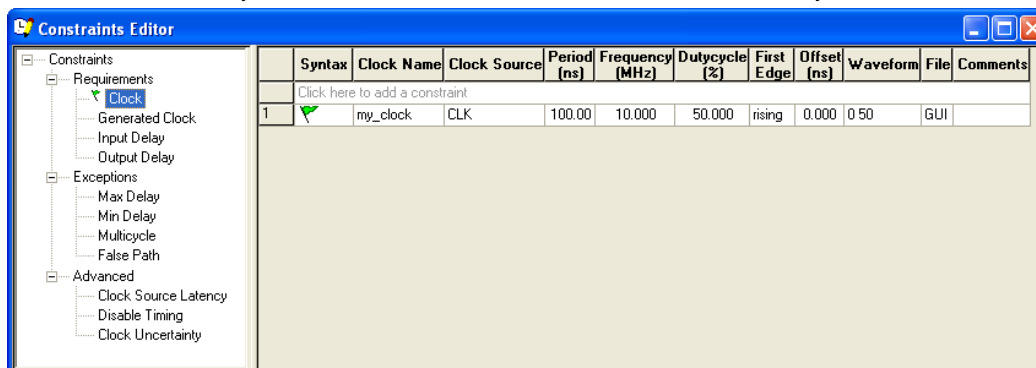 Constraints Editor
Constraints
Requirements
Clock
Generated Clock
Input Delay
Output Delay
Exceptions
Max Delay
Min Delay
Multicycle
False Path
Advanced
Clock Source Latency
Disable Timing
Clock Uncertainty
Syntax Clock Name Clock Source Period (ns) Frequency (MHz) Dutycycle (%) First Edge Offset (ns) Waveform File Comments
Click here to add a constraint
1 my_clock CLK 100.00 10.000 50.000 rising 0.000 0 50 GUI